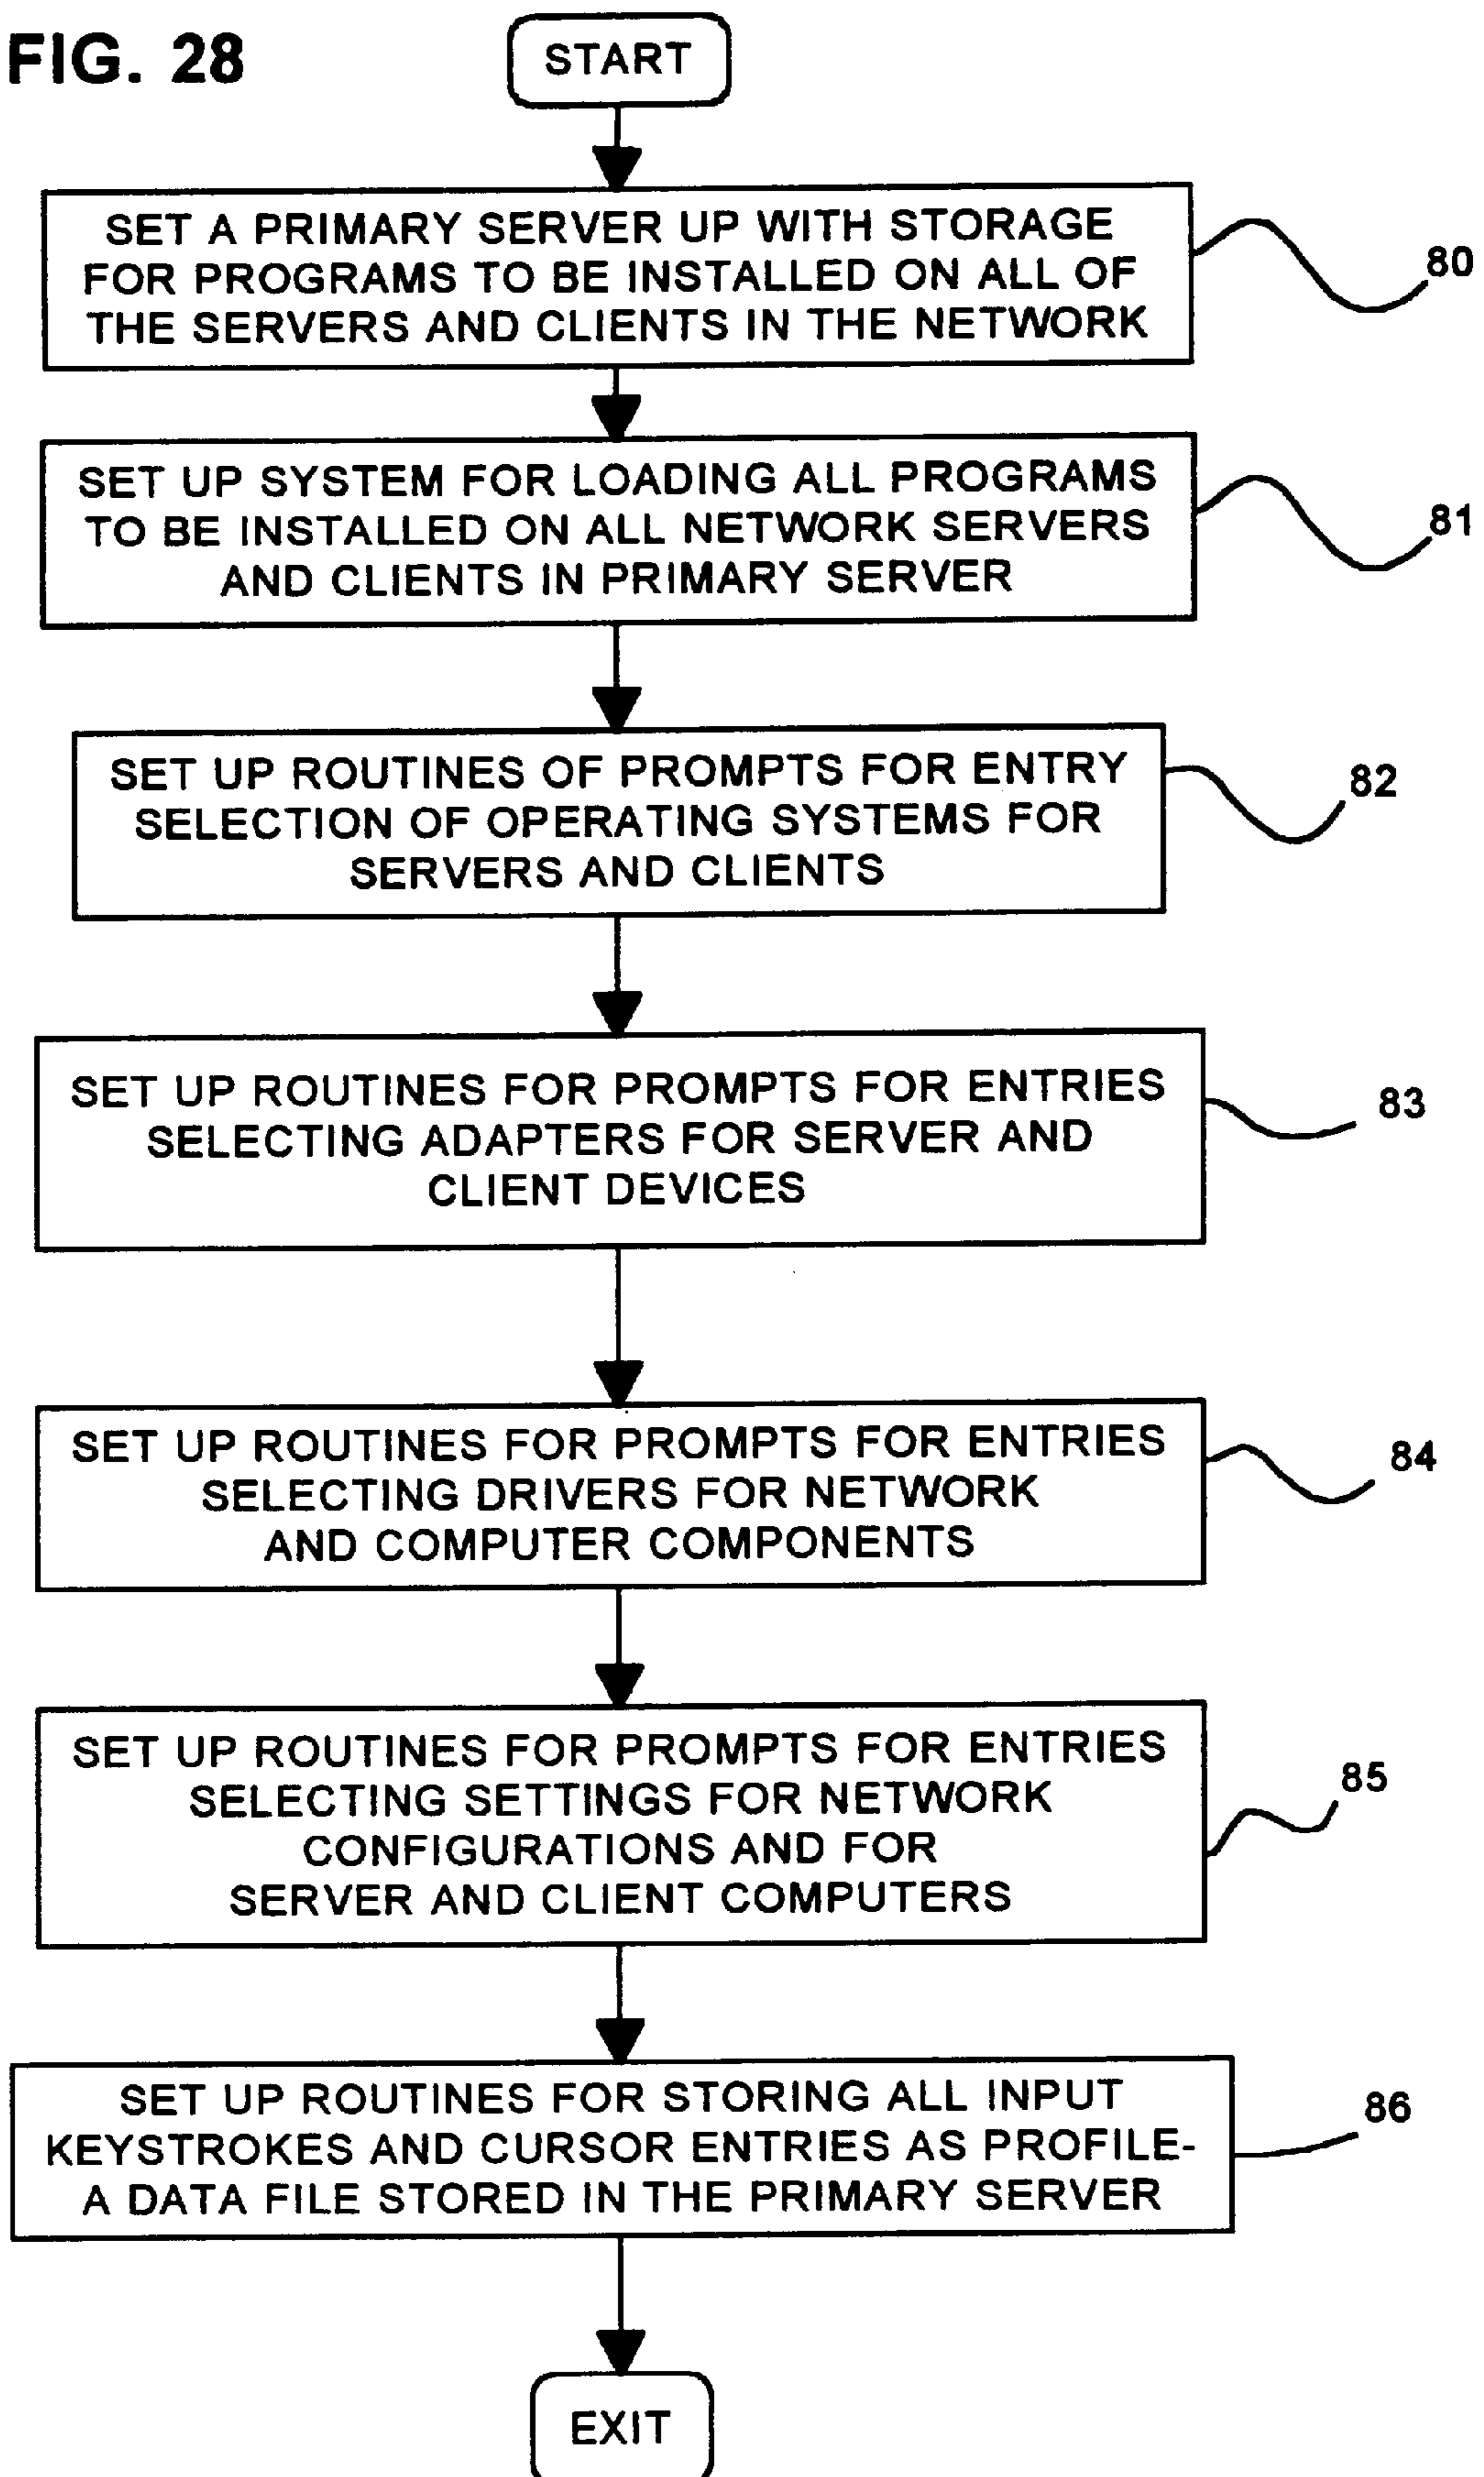 FIG. 28
START
SET A PRIMARY SERVER UP WITH STORAGE
FOR PROGRAMS TO BE INSTALLED ON ALL OF
THE SERVERS AND CLIENTS IN THE NETWORK
80
SET UP SYSTEM FOR LOADING ALL PROGRAMS
TO BE INSTALLED ON ALL NETWORK SERVERS
AND CLIENTS IN PRIMARY SERVER
81
SET UP ROUTINES OF PROMPTS FOR ENTRY
SELECTION OF OPERATING SYSTEMS FOR
SERVERS AND CLIENTS
82
SET UP ROUTINES FOR PROMPTS FOR ENTRIES
SELECTING ADAPTERS FOR SERVER AND
CLIENT DEVICES
83
SET UP ROUTINES FOR PROMPTS FOR ENTRIES
SELECTING DRIVERS FOR NETWORK
AND COMPUTER COMPONENTS
84
SET UP ROUTINES FOR PROMPTS FOR ENTRIES
SELECTING SETTINGS FOR NETWORK
CONFIGURATIONS AND FOR
SERVER AND CLIENT COMPUTERS
85
SET UP ROUTINES FOR STORING ALL INPUT
KEYSTROKES AND CURSOR ENTRIES AS PROFILE-
A DATA FILE STORED IN THE PRIMARY SERVER
86
EXIT